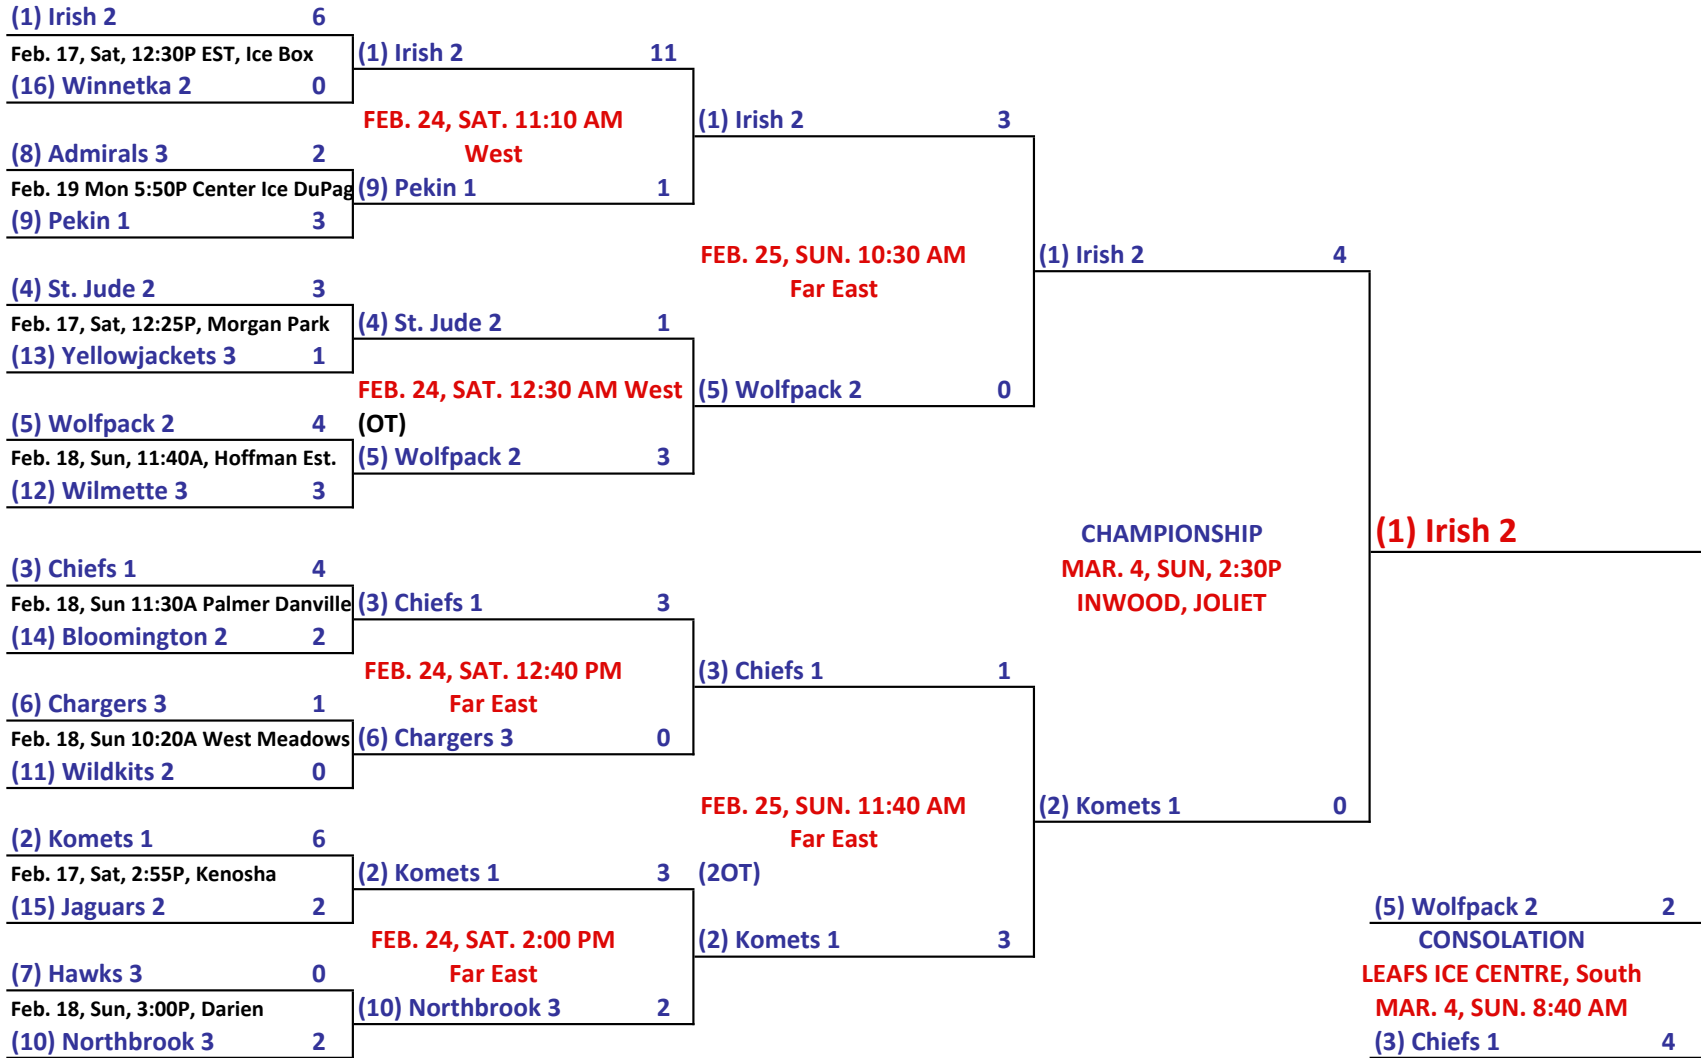 (1) Irish 2 6
Feb. 17, Sat, 12:30P EST, Ice Box
(16) Winnetka 2 0
(8) Admirals 3 2
Feb. 19 Mon 5:50P Center Ice DuPag
(9) Pekin 1 3
(4) St. Jude 2 3
Feb. 17, Sat, 12:25P, Morgan Park
(13) Yellowjackets 3 1
(5) Wolfpack 2 4
Feb. 18, Sun, 11:40A, Hoffman Est.
(12) Wilmette 3 3
(3) Chiefs 1 4
Feb. 18, Sun 11:30A Palmer Danville
(14) Bloomington 2 2
(6) Chargers 3 1
Feb. 18, Sun 10:20A West Meadows
(11) Wildkits 2 0
(2) Komets 1 6
Feb. 17, Sat, 2:55P, Kenosha
(15) Jaguars 2 2
(7) Hawks 3 0
Feb. 18, Sun, 3:00P, Darien
(10) Northbrook 3 2
(1) Irish 2 11
FEB. 24, SAT. 11:10 AM
West
(9) Pekin 1 1
(4) St. Jude 2 1
FEB. 24, SAT. 12:30 AM West
(OT)
(5) Wolfpack 2 3
(3) Chiefs 1 3
FEB. 24, SAT. 12:40 PM
Far East
(6) Chargers 3 0
(2) Komets 1 3
FEB. 24, SAT. 2:00 PM
Far East
(10) Northbrook 3 2
(1) Irish 2 3
FEB. 25, SUN. 10:30 AM
Far East
(5) Wolfpack 2 0
(3) Chiefs 1 1
FEB. 25, SUN. 11:40 AM
Far East
(2OT)
(2) Komets 1 3
(1) Irish 2 4
CHAMPIONSHIP
MAR. 4, SUN, 2:30P
INWOOD, JOLIET
(2) Komets 1 0
(1) Irish 2
(5) Wolfpack 2 2
CONSOLATION
LEAFS ICE CENTRE, South
MAR. 4, SUN. 8:40 AM
(3) Chiefs 1 4